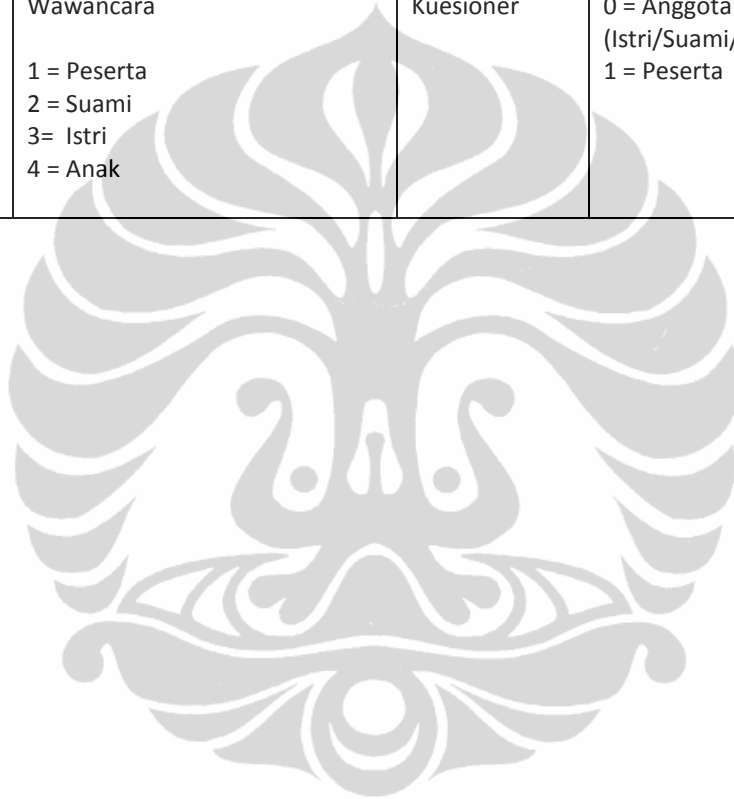 Wawancara
1 = Peserta
2 = Suami
3= Istri
4 = Anak
Kuesioner
0 = Anggota
(Istri/Suami/
1 = Peserta